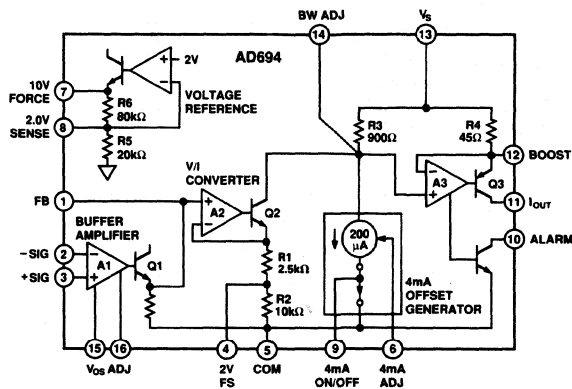 BW ADJ
VS
14
13
AD694
2V
+
−
VOLTAGE
REFERENCE
10V
FORCE
7
R6
80kΩ
2.0V
SENSE
8
R5
20kΩ
R3
900Ω
R4
45Ω
12
BOOST
−
+
A3
Q3
11
IOUT
V/I
CONVERTER
FB
1
+
−
A2
Q2
10
ALARM
BUFFER
AMPLIFIER
−SIG
2
−
A1
Q1
+SIG
3
+
R1
2.5kΩ
R2
10kΩ
200
µA
4mA
OFFSET
GENERATOR
15
16
4
5
9
6
VOS ADJ
2V
FS
COM
4mA
ON/OFF
4mA
ADJ